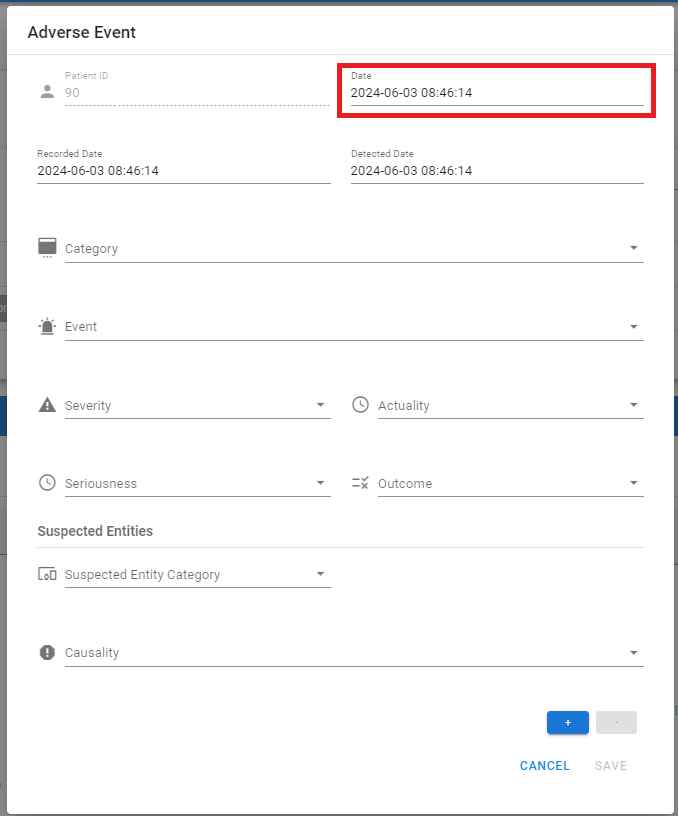 Adverse Event
Patient ID
90
Date
2024-06-03 08:46:14
Recorded Date
2024-06-03 08:46:14
Detected Date
2024-06-03 08:46:14
Category
Event
Severity
Actuality
Seriousness
Outcome
Suspected Entities
Suspected Entity Category
Causality
+
-
CANCEL
SAVE